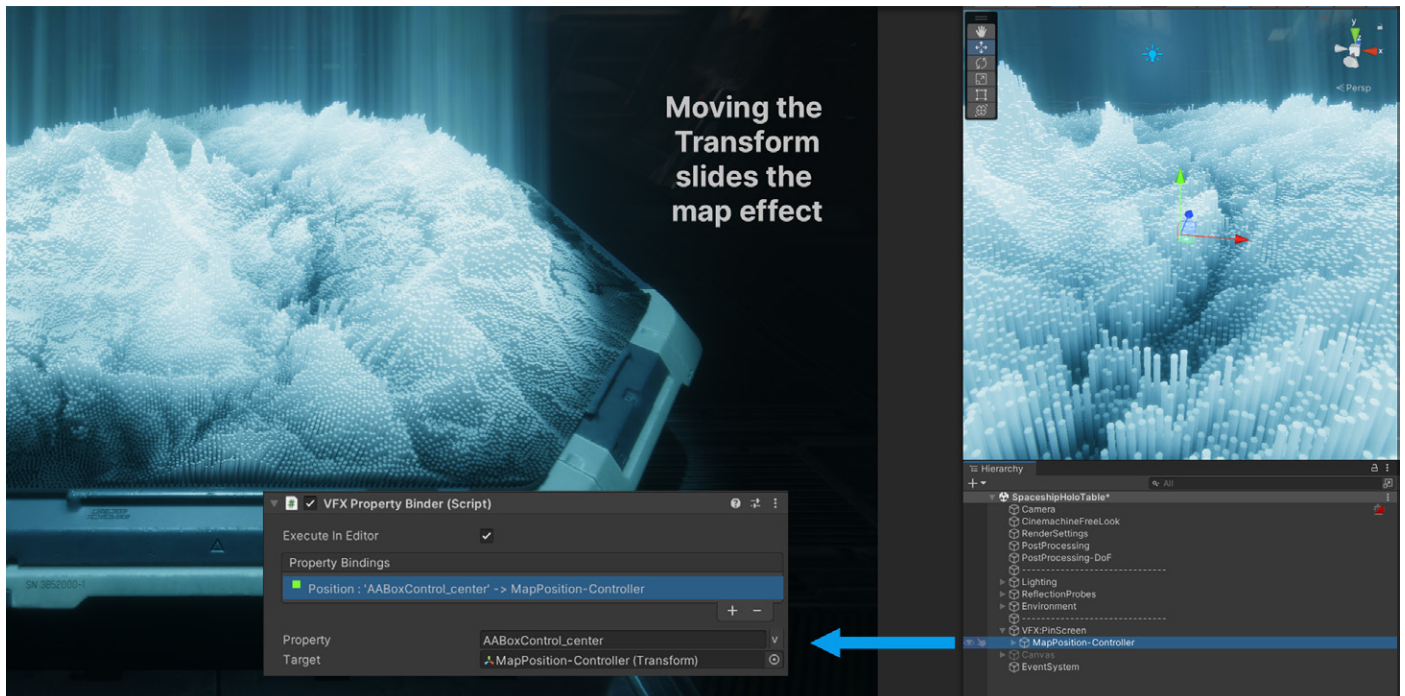 Moving the
Transform
slides the
map effect
SN 3852000-1
VFX Property Binder (Script)
Execute In Editor
Property Bindings
Position : 'AABoxControl_center' -> MapPosition-Controller
+ −
Property AABoxControl_center
Target MapPosition-Controller (Transform)
y
z
x
< Persp
Hierarchy
+ All
SpaceshipHoloTable*
Camera
CinemachineFreeLook
RenderSettings
PostProcessing
PostProcessing-DoF
------------------------------
Lighting
ReflectionProbes
Environment
------------------------------
VFX:PinScreen
MapPosition-Controller
Canvas
EventSystem